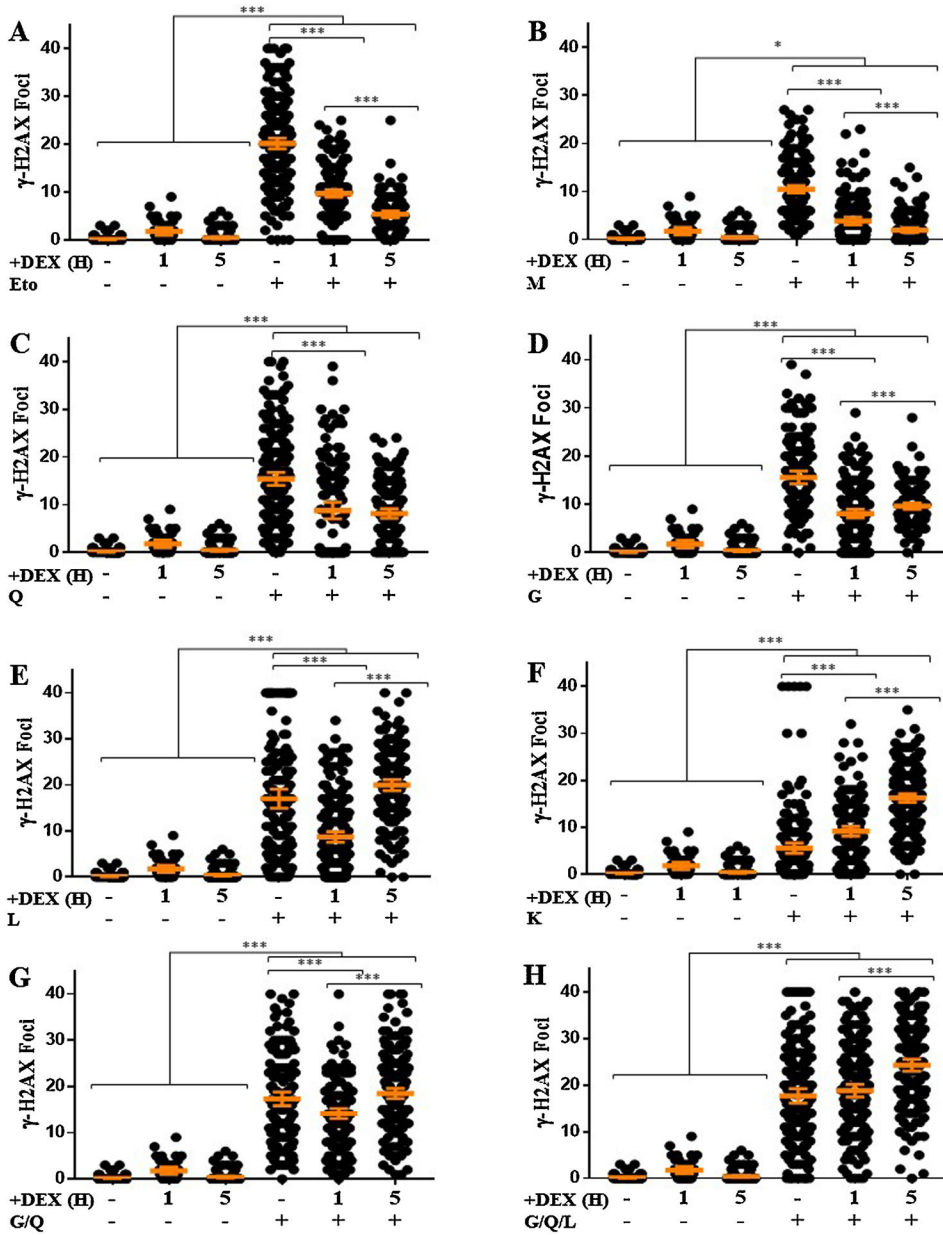 A
***
***
***
γ-H2AX Foci
40
30
20
10
0
+DEX (H) - 1 5 - 1 5
Eto - - - + + +
B
*
***
***
γ-H2AX Foci
40
30
20
10
0
+DEX (H) - 1 5 - 1 5
M - - - + + +
C
***
***
γ-H2AX Foci
40
30
20
10
0
+DEX (H) - 1 5 - 1 5
Q - - - + + +
D
***
***
***
γ-H2AX Foci
40
30
20
10
0
+DEX (H) - 1 5 - 1 5
G - - - + + +
E
***
***
***
γ-H2AX Foci
40
30
20
10
0
+DEX (H) - 1 5 - 1 5
L - - - + + +
F
***
***
***
γ-H2AX Foci
40
30
20
10
0
+DEX (H) - 1 1 - 1 5
K - - - + + +
G
***
***
***
γ-H2AX Foci
40
30
20
10
0
+DEX (H) - 1 5 - 1 5
G/Q - - - + + +
H
***
***
γ-H2AX Foci
40
30
20
10
0
+DEX (H) - 1 5 - 1 5
G/Q/L - - - + + +